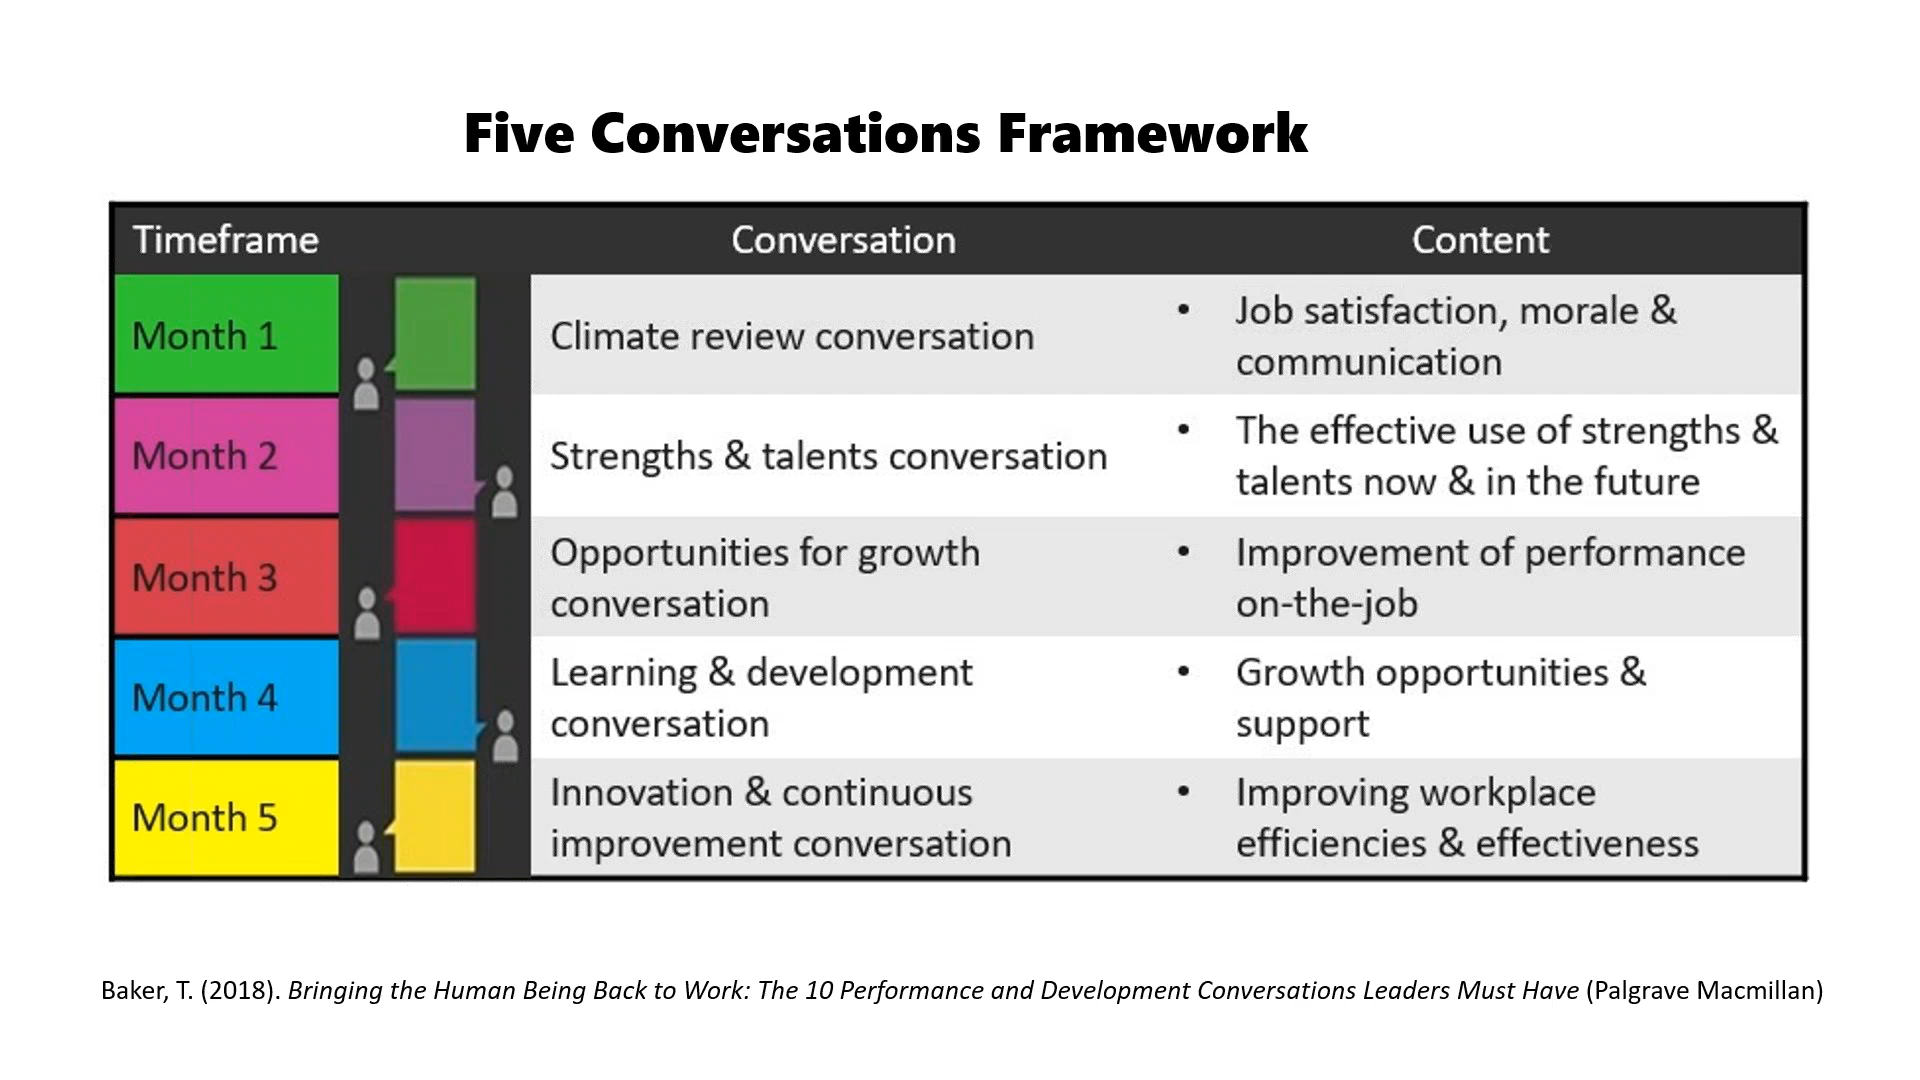 Five Conversations Framework
Timeframe Conversation Content
Month 1
Climate review conversation
• Job satisfaction, morale &
communication
Month 2
Strengths & talents conversation
• The effective use of strengths &
talents now & in the future
Month 3
Opportunities for growth
conversation
• Improvement of performance
on-the-job
Month 4
Learning & development
conversation
• Growth opportunities &
support
Month 5
Innovation & continuous
improvement conversation
• Improving workplace
efficiencies & effectiveness
Baker, T. (2018). Bringing the Human Being Back to Work: The 10 Performance and Development Conversations Leaders Must Have (Palgrave Macmillan)